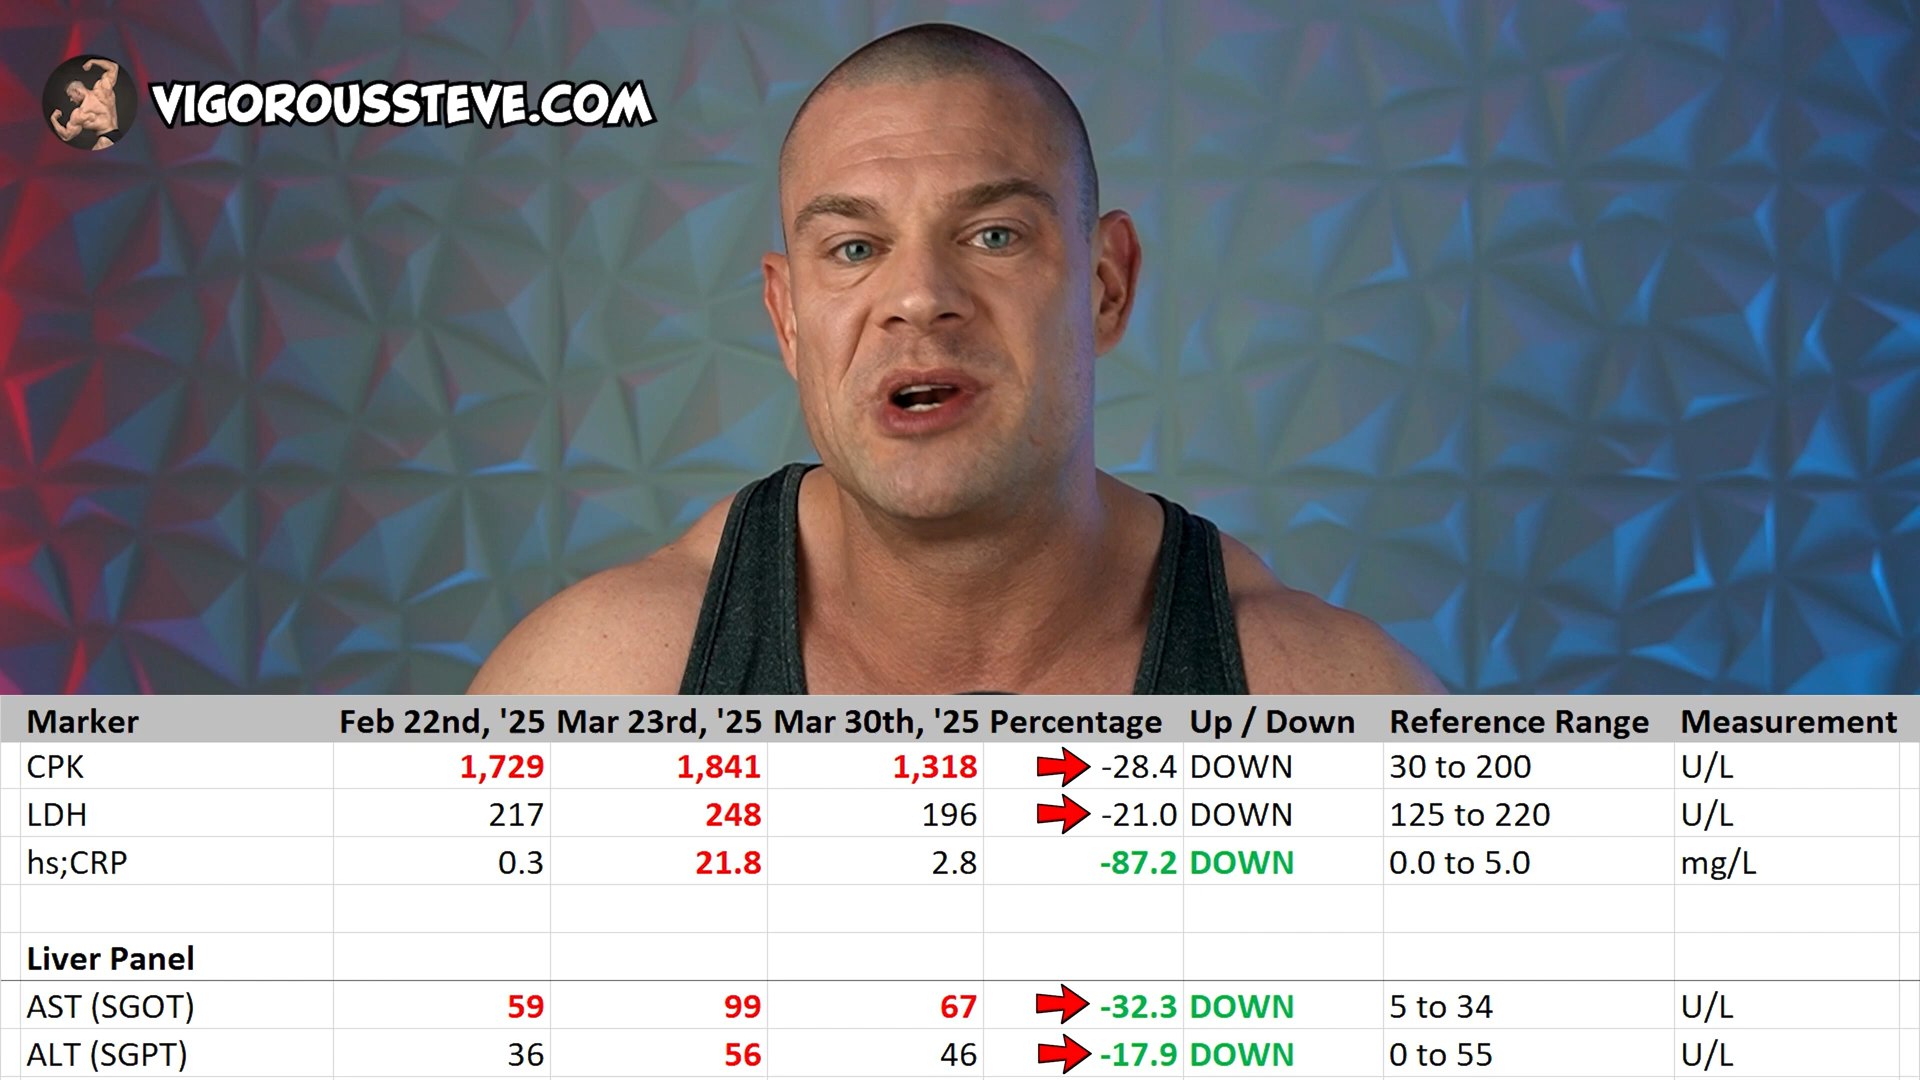 VIGOROUSSTEVE.COM
Marker Feb 22nd, '25 Mar 23rd, '25 Mar 30th, '25 Percentage Up / Down Reference Range Measurement
CPK 1,729 1,841 1,318 -28.4 DOWN 30 to 200 U/L
LDH 217 248 196 -21.0 DOWN 125 to 220 U/L
hs;CRP 0.3 21.8 2.8 -87.2 DOWN 0.0 to 5.0 mg/L
Liver Panel
AST (SGOT) 59 99 67 -32.3 DOWN 5 to 34 U/L
ALT (SGPT) 36 56 46 -17.9 DOWN 0 to 55 U/L